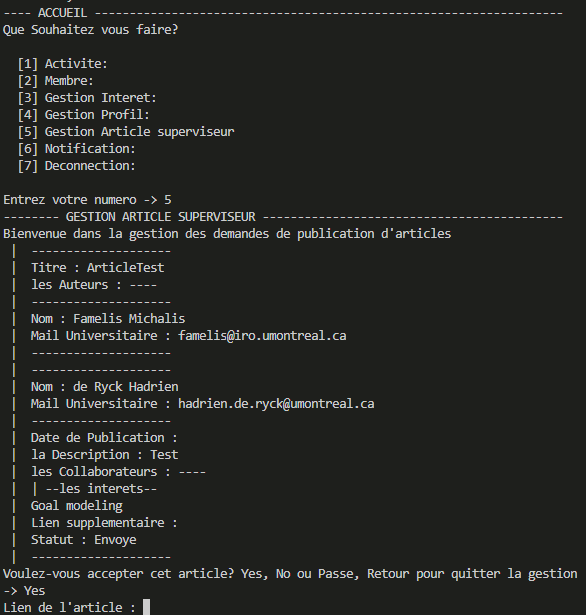 ---- ACCUEIL -------------------------------------------------------------------
Que Souhaitez vous faire?
[1] Activite:
[2] Membre:
[3] Gestion Interet:
[4] Gestion Profil:
[5] Gestion Article superviseur
[6] Notification:
[7] Deconnection:
Entrez votre numero -> 5
-------- GESTION ARTICLE SUPERVISEUR -------------------------------------------
Bienvenue dans la gestion des demandes de publication d'articles
| --------------------
| Titre : ArticleTest
| les Auteurs : ----
| --------------------
| Nom : Famelis Michalis
| Mail Universitaire : famelis@iro.umontreal.ca
| --------------------
| --------------------
| Nom : de Ryck Hadrien
| Mail Universitaire : hadrien.de.ryck@umontreal.ca
| --------------------
| Date de Publication :
| la Description : Test
| les Collaborateurs : ----
| | --les interets--
| Goal modeling
| Lien supplementaire :
| Statut : Envoye
| --------------------
Voulez-vous accepter cet article? Yes, No ou Passe, Retour pour quitter la gestion
-> Yes
Lien de l'article :